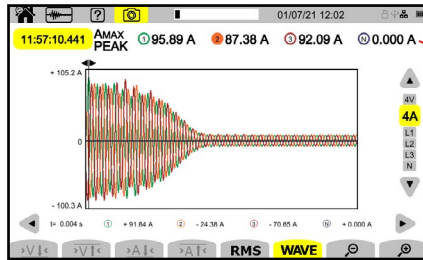 ? 01/07/21 12:02
11:57:10.441 AMAX PEAK ① 95.89 A ② 87.38 A ③ 92.09 A Ⓝ 0.000 A
+ 105.2 A
0
- 100.3 A
4V
4A
L1
L2
L3
N
t= 0.004 s ① + 91.84 A ② - 24.38 A ③ - 70.65 A Ⓝ + 0.000 A
>V↓< >V↑< >A↓< >A↑< RMS WAVE